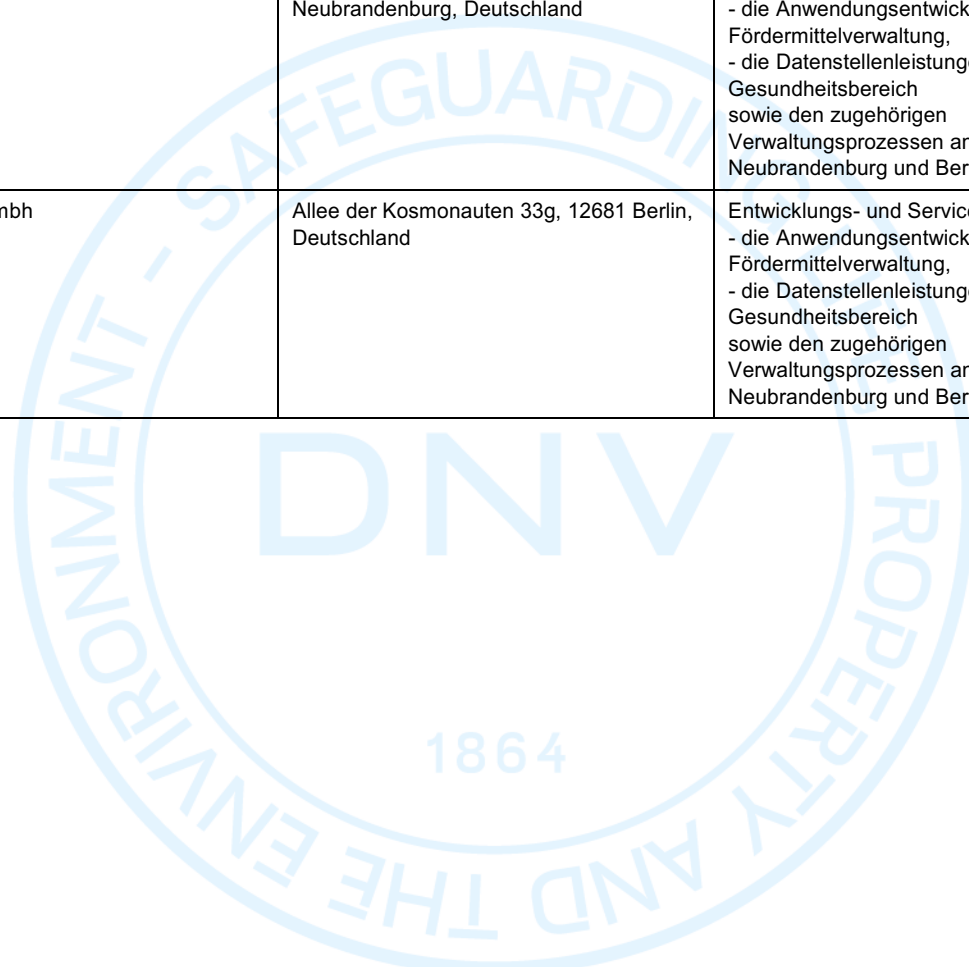 Neubrandenburg, Deutschland
- die Anwendungsentwick
Fördermittelverwaltung,
- die Datenstellenleistung
Gesundheitsbereich
sowie den zugehörigen
Verwaltungsprozessen an
Neubrandenburg und Ber
mbh
Allee der Kosmonauten 33g, 12681 Berlin,
Deutschland
Entwicklungs- und Service
- die Anwendungsentwick
Fördermittelverwaltung,
- die Datenstellenleistung
Gesundheitsbereich
sowie den zugehörigen
Verwaltungsprozessen an
Neubrandenburg und Ber
SAFEGUARDING LIFE, PROPERTY AND THE ENVIRONMENT -
DNV
1864